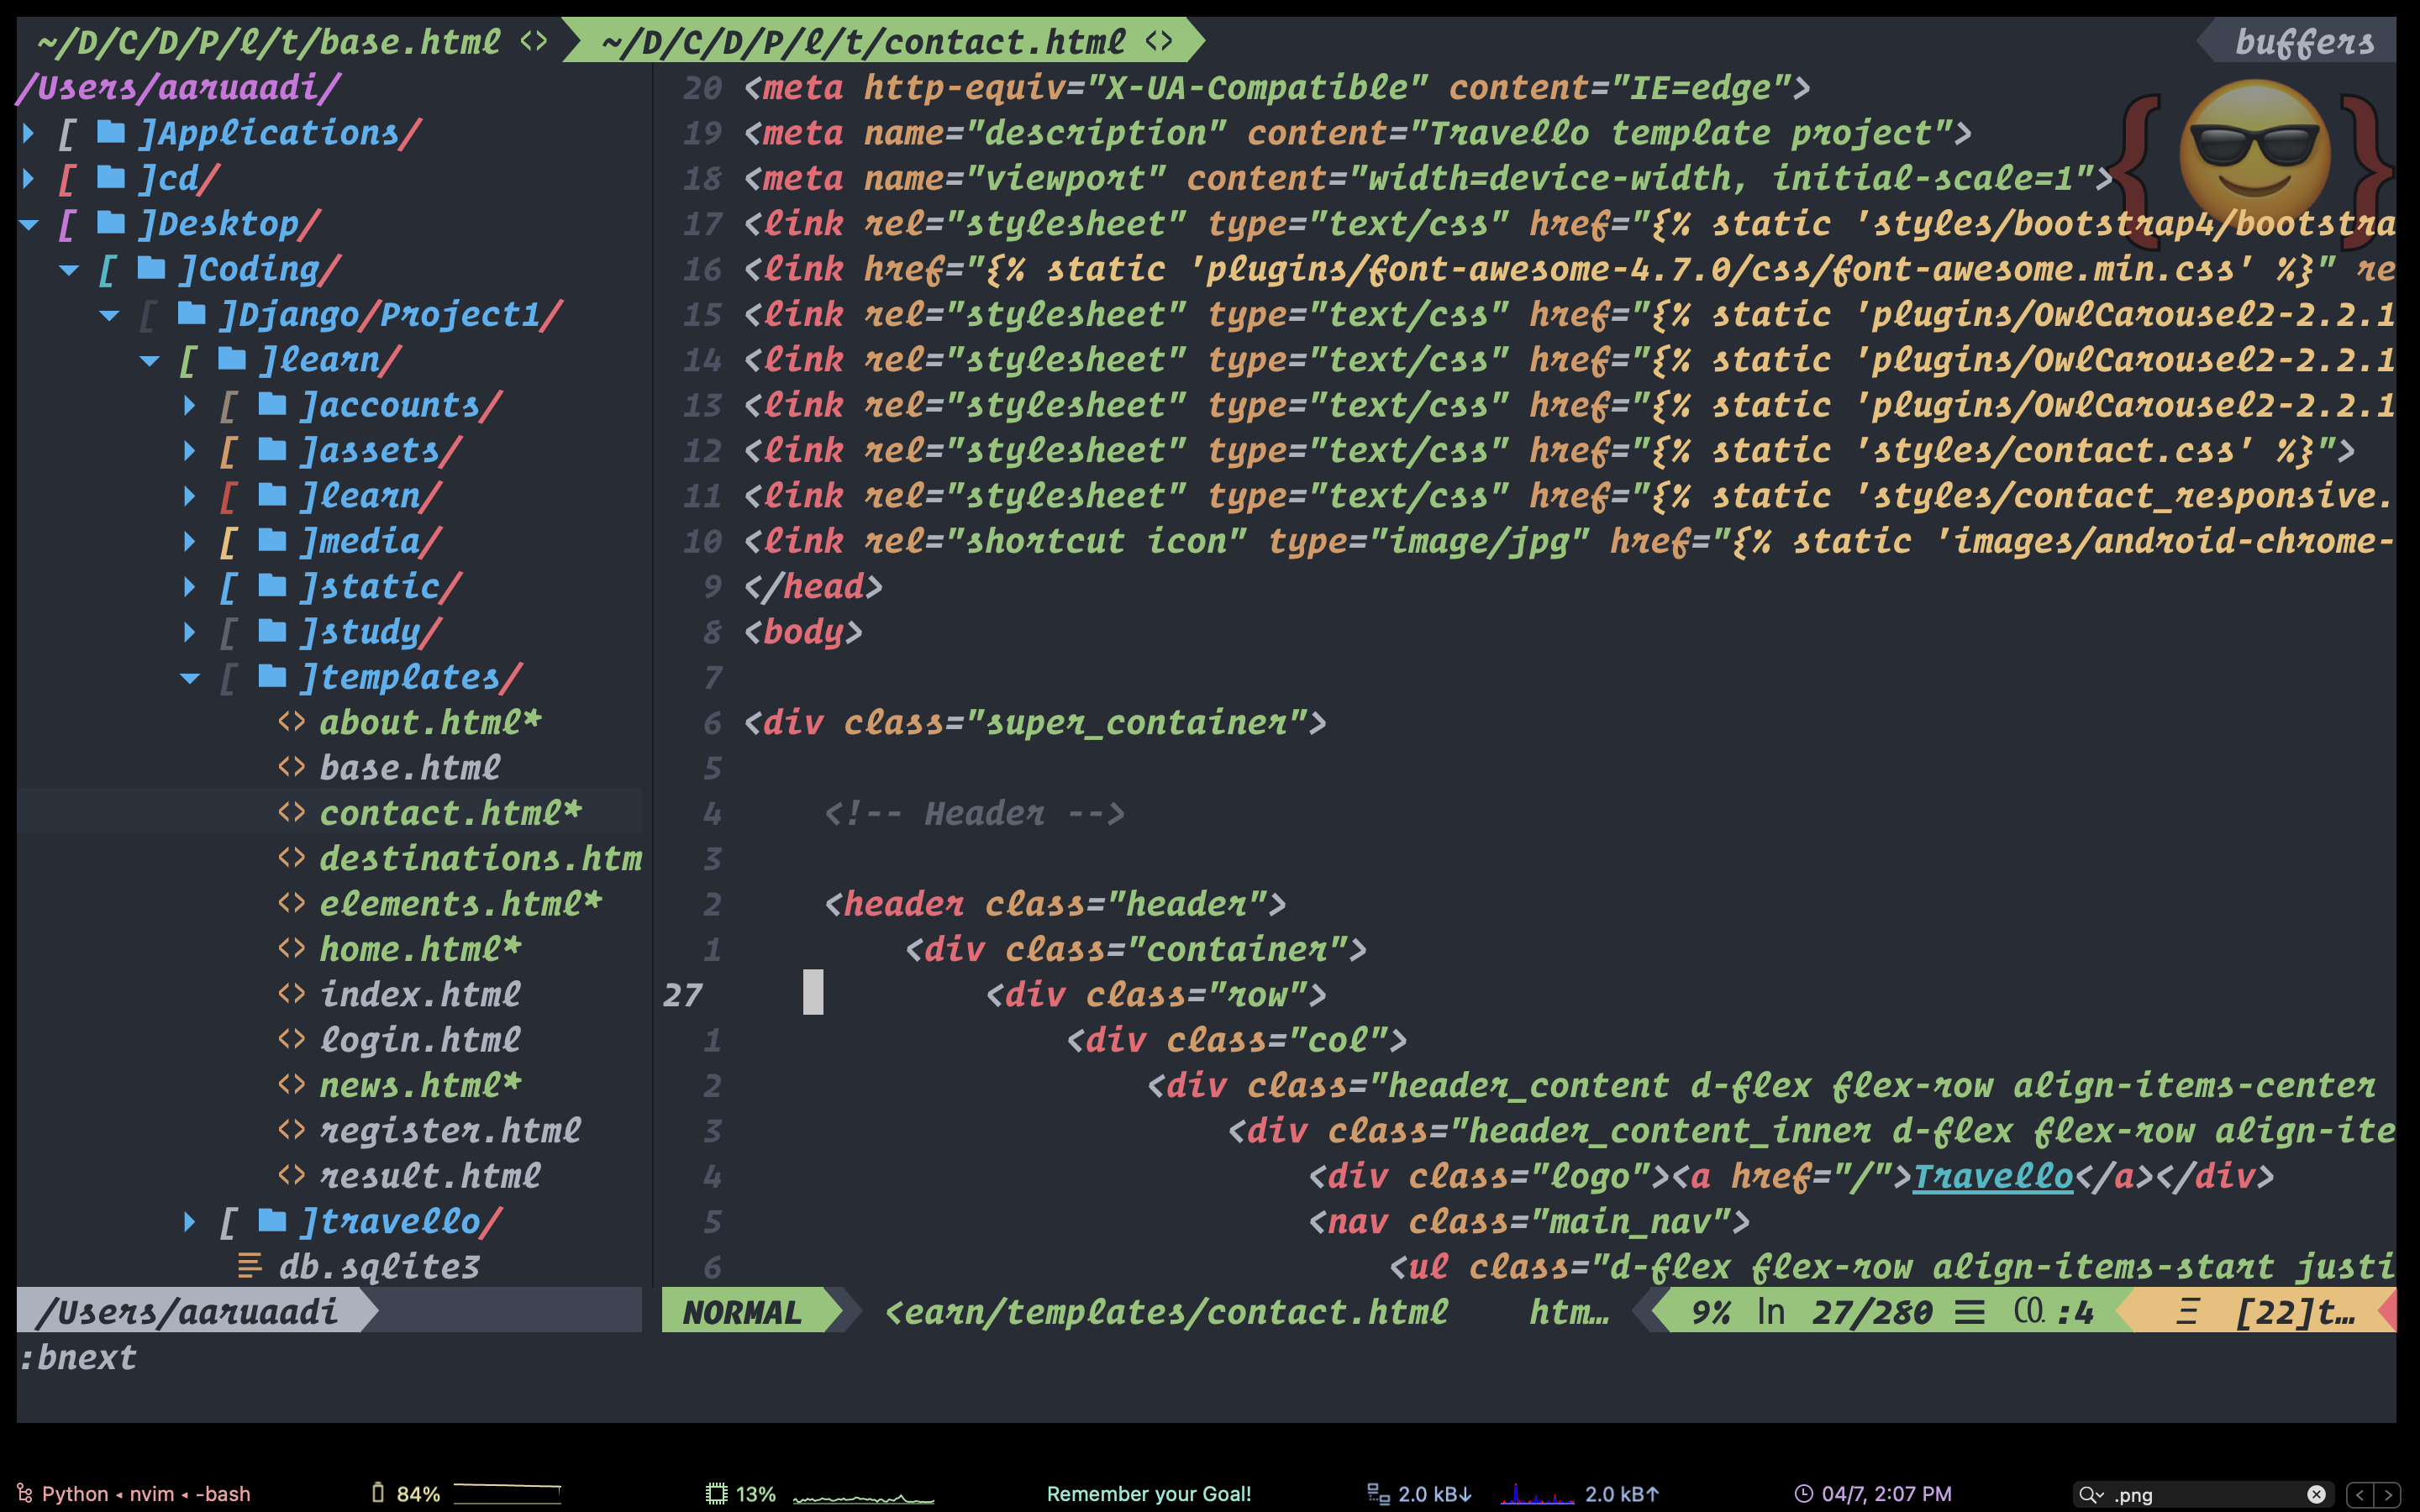 ~/D/C/D/P/l/t/base.html <> ~/D/C/D/P/l/t/contact.html <> buffers
/Users/aaruaadi/
[ ]Applications/
[ ]cd/
[ ]Desktop/
[ ]Coding/
[ ]Django/Project1/
[ ]learn/
[ ]accounts/
[ ]assets/
[ ]learn/
[ ]media/
[ ]static/
[ ]study/
[ ]templates/
<> about.html*
<> base.html
<> contact.html*
<> destinations.htm
<> elements.html*
<> home.html*
<> index.html
<> login.html
<> news.html*
<> register.html
<> result.html
[ ]travello/
db.sqlite3
20 <meta http-equiv="X-UA-Compatible" content="IE=edge">
19 <meta name="description" content="Travello template project">
18 <meta name="viewport" content="width=device-width, initial-scale=1">
17 <link rel="stylesheet" type="text/css" href="{% static 'styles/bootstrap4/bootstra
16 <link href="{% static 'plugins/font-awesome-4.7.0/css/font-awesome.min.css' %}" re
15 <link rel="stylesheet" type="text/css" href="{% static 'plugins/OwlCarousel2-2.2.1
14 <link rel="stylesheet" type="text/css" href="{% static 'plugins/OwlCarousel2-2.2.1
13 <link rel="stylesheet" type="text/css" href="{% static 'plugins/OwlCarousel2-2.2.1
12 <link rel="stylesheet" type="text/css" href="{% static 'styles/contact.css' %}">
11 <link rel="stylesheet" type="text/css" href="{% static 'styles/contact_responsive.
10 <link rel="shortcut icon" type="image/jpg" href="{% static 'images/android-chrome-
9 </head>
8 <body>
7
6 <div class="super_container">
5
4 <!-- Header -->
3
2 <header class="header">
1 <div class="container">
27 <div class="row">
1 <div class="col">
2 <div class="header_content d-flex flex-row align-items-center
3 <div class="header_content_inner d-flex flex-row align-ite
4 <div class="logo"><a href="/">Travello</a></div>
5 <nav class="main_nav">
6 <ul class="d-flex flex-row align-items-start justi
{ }
/Users/aaruaadi NORMAL <earn/templates/contact.html htm… 9% ln 27/280 ☰ CO. :4 Ξ [22]t…
:bnext
Python ◂ nvim ◂ -bash 84% 13% Remember your Goal! 2.0 kB↓ 2.0 kB↑ 04/7, 2:07 PM .png